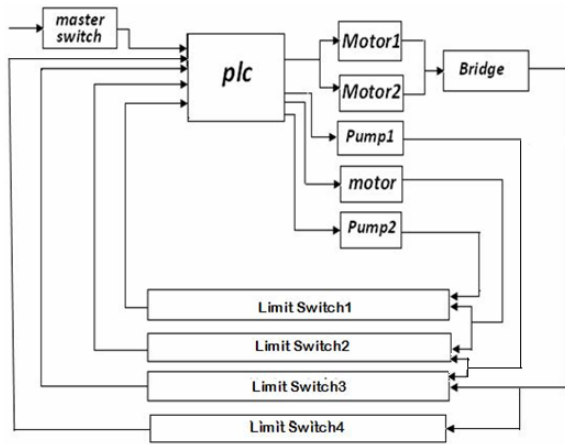 master
switch
plc
Motor1
Motor2
Bridge
Pump1
motor
Pump2
Limit Switch1
Limit Switch2
Limit Switch3
Limit Switch4